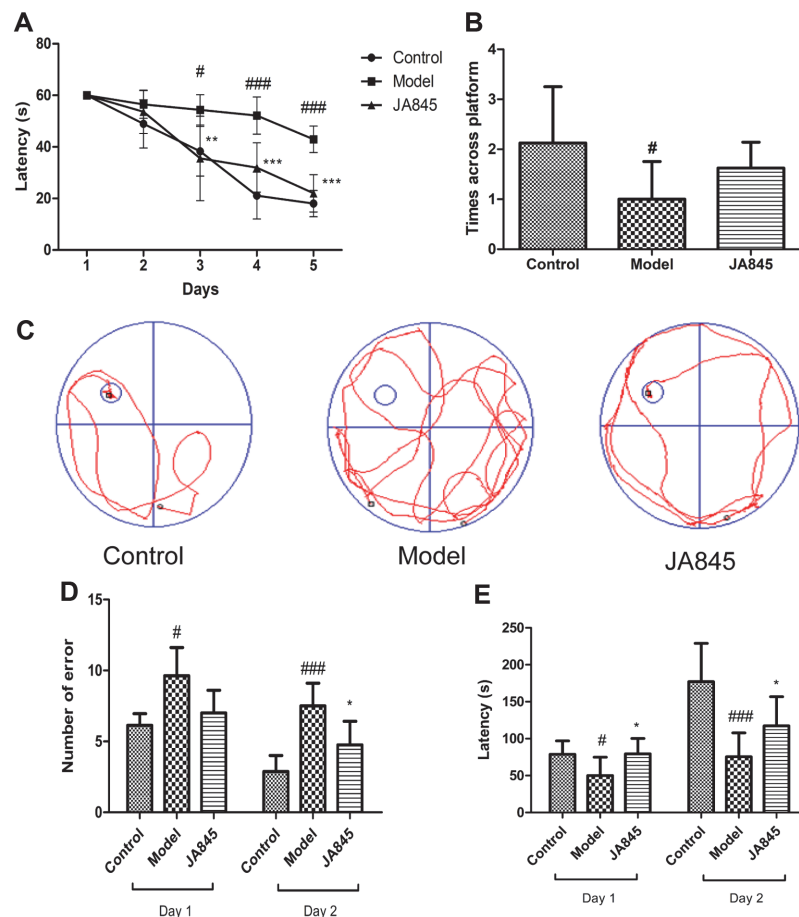 A
Latency (s)
80
60
40
20
0
#
###
###
**
***
***
1 2 3 4 5
Days
Control
Model
JA845
B
Times across platform
4
3
2
1
0
#
Control Model JA845
C
Control Model JA845
D
Number of error
15
10
5
0
#
###
*
Control Model JA845 Control Model JA845
Day 1 Day 2
E
Latency (s)
250
200
150
100
50
0
#
*
###
*
Control Model JA845 Control Model JA845
Day 1 Day 2